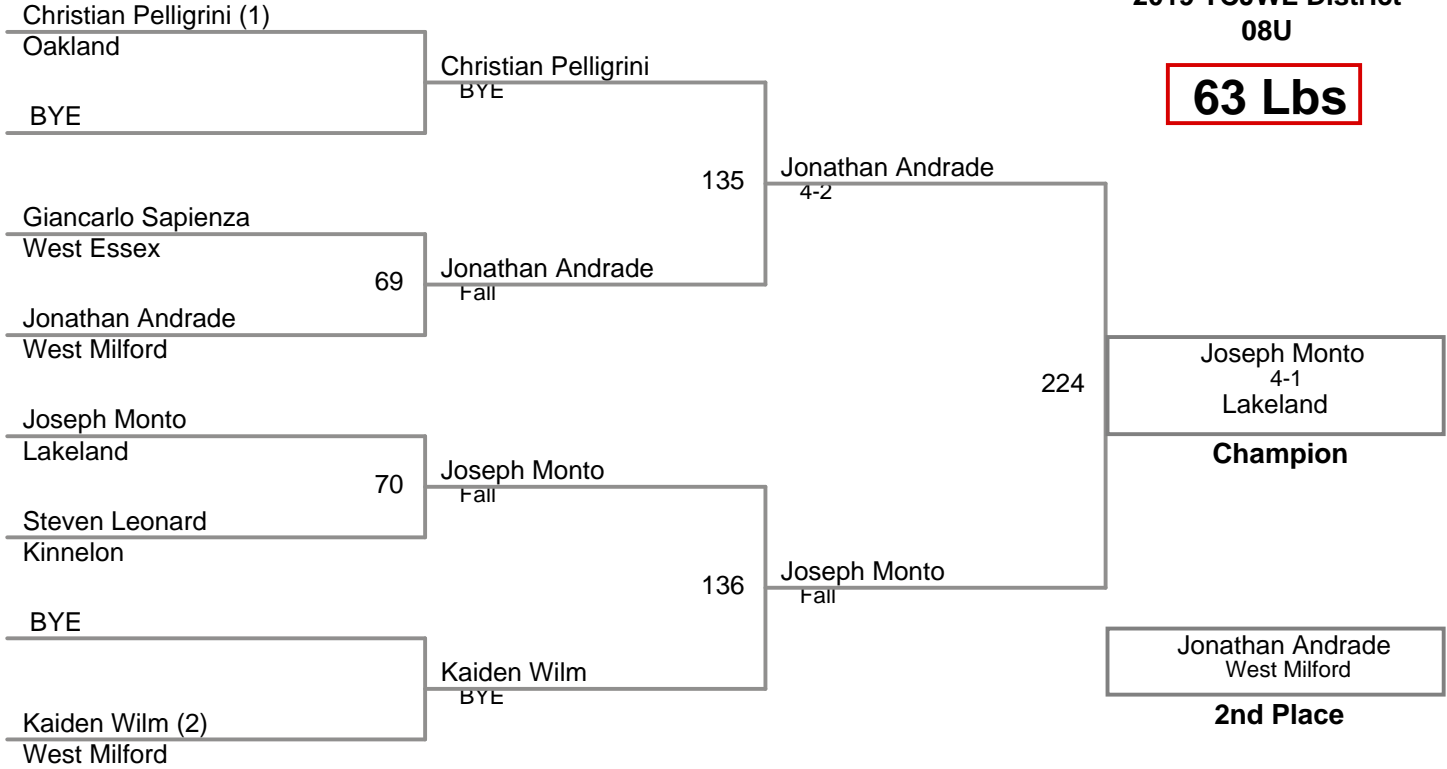 Christian Pelligrini (1)
Oakland
BYE
Giancarlo Sapienza
West Essex
69
Jonathan Andrade
West Milford
Joseph Monto
Lakeland
70
Steven Leonard
Kinnelon
BYE
Kaiden Wilm (2)
West Milford
Christian Pelligrini
BYE
135
Jonathan Andrade
Fall
Joseph Monto
Fall
136
Kaiden Wilm
BYE
Jonathan Andrade
4-2
224
Joseph Monto
Fall
08U
63 Lbs
Joseph Monto
4-1
Lakeland
Champion
Jonathan Andrade
West Milford
2nd Place